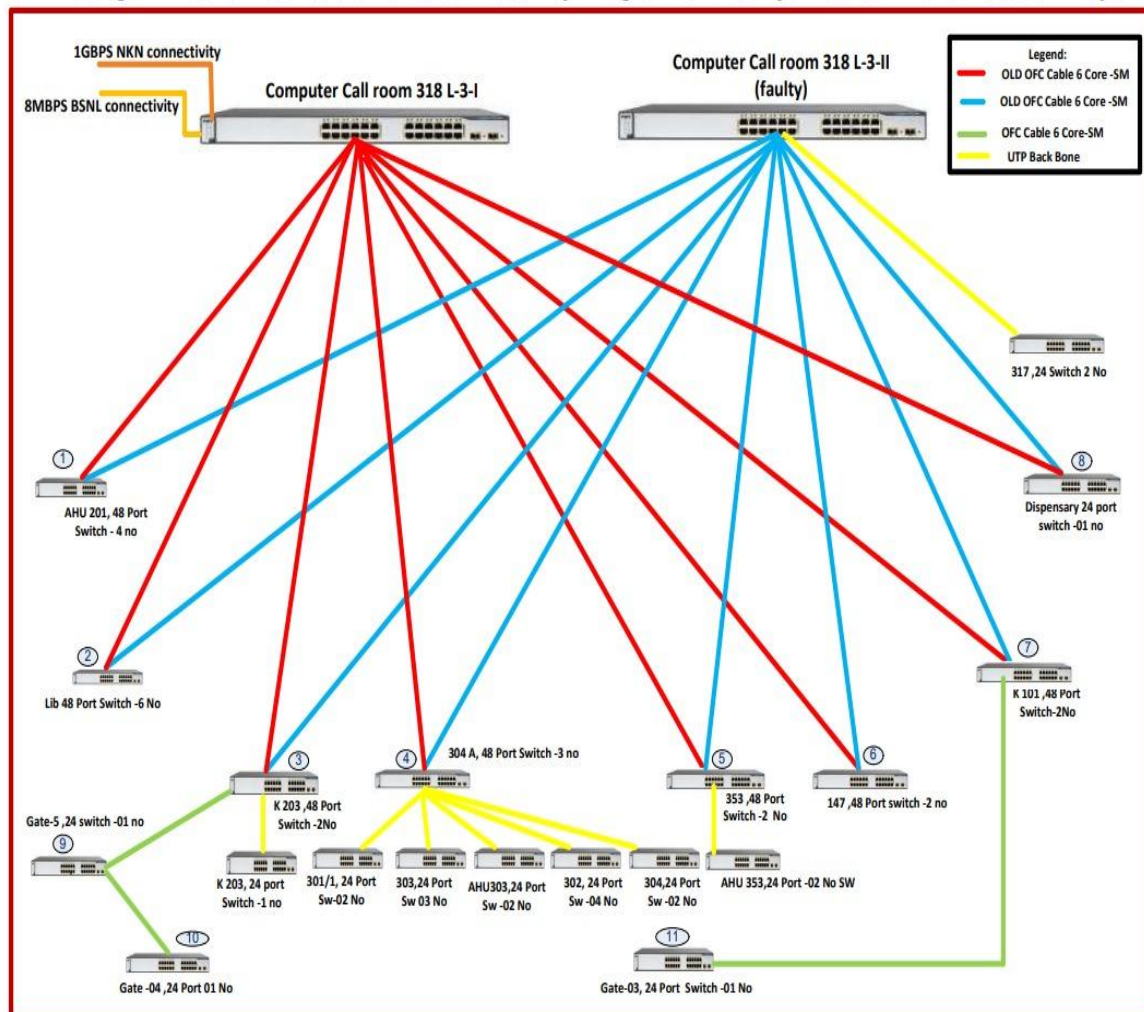 1GBPS NKN connectivity
8MBPS BSNL connectivity
Computer Call room 318 L-3-I
Computer Call room 318 L-3-II
(faulty)
Legend:
OLD OFC Cable 6 Core -SM
OLD OFC Cable 6 Core -SM
OFC Cable 6 Core-SM
UTP Back Bone
317 ,24 Switch 2 No
1
AHU 201, 48 Port
Switch - 4 no
8
Dispensary 24 port
switch -01 no
2
Lib 48 Port Switch -6 No
7
K 101 ,48 Port
Switch-2No
3
K 203 ,48 Port
Switch -2No
4
304 A, 48 Port Switch -3 no
5
353 ,48 Port
Switch -2 No
6
147 ,48 Port switch -2 no
Gate-5 ,24 switch -01 no
9
K 203, 24 port
Switch -1 no
301/1, 24 Port
Sw-02 No
303,24 Port
Sw 03 No
AHU303,24 Port
Sw -02 No
302, 24 Port
Sw -04 No
304,24 Port
Sw -02 No
AHU 353,24 Port -02 No SW
10
Gate -04 ,24 Port 01 No
11
Gate-03, 24 Port Switch -01 No